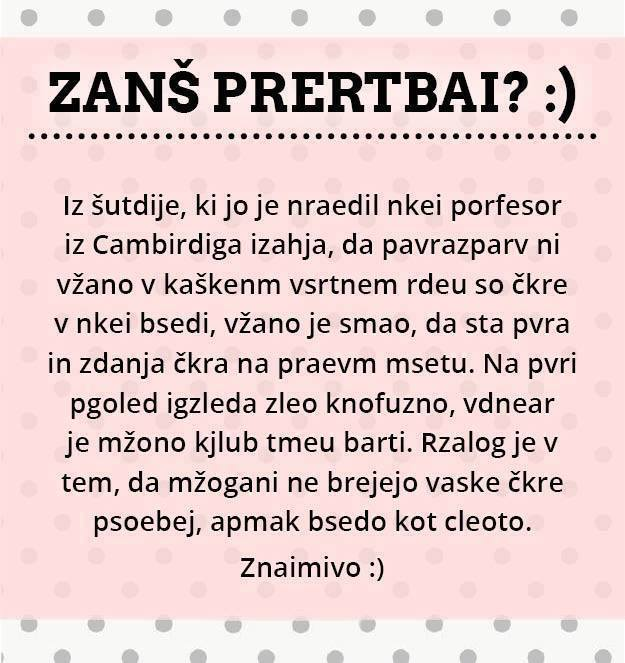 ZANŠ PRERTBAI? :)
Iz šutdije, ki jo je nraedil nkei porfesor
iz Cambirdiga izahja, da pavrazparv ni
vžano v kaškenm vsrtnem rdeu so čkre
v nkei bsedi, vžano je smao, da sta pvra
in zdanja čkra na praevm msetu. Na pvri
pgoled igzleda zleo knofuzno, vdnear
je mžono kjlub tmeu barti. Rzalog je v
tem, da mžogani ne brejejo vaske čkre
psoebej, apmak bsedo kot cleoto.
Znaimivo :)